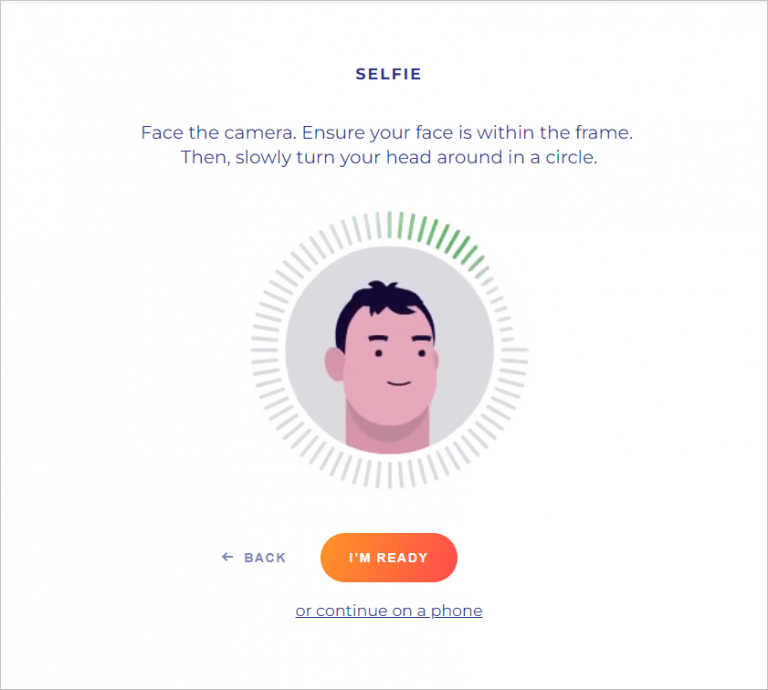 SELFIE
Face the camera. Ensure your face is within the frame.
Then, slowly turn your head around in a circle.
← BACK
I'M READY
or continue on a phone